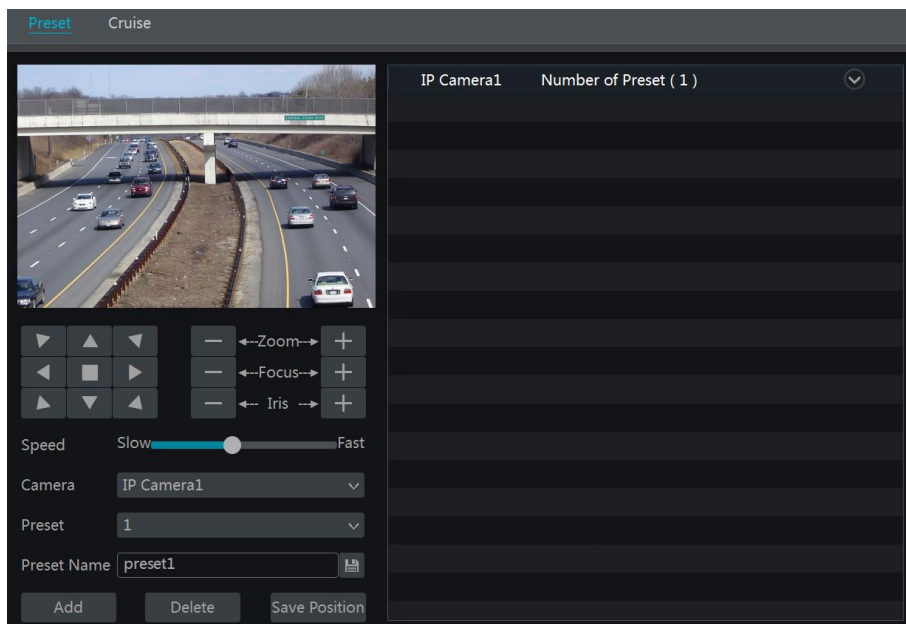 Preset Cruise
IP Camera1 Number of Preset ( 1 )
Zoom
Focus
Iris
Speed Slow Fast
Camera IP Camera1
Preset 1
Preset Name preset1
Add Delete Save Position